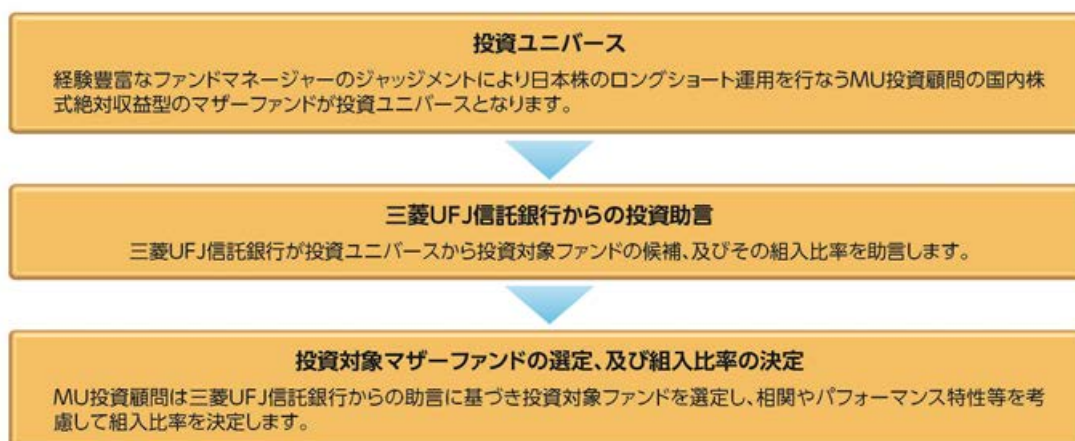 投資ユニバース
経験豊富なファンドマネージャーのジャッジメントにより日本株のロングショート運用を行なうMU投資顧問の国内株
式絶対収益型のマザーファンドが投資ユニバースとなります。
三菱UFJ信託銀行からの投資助言
三菱UFJ信託銀行が投資ユニバースから投資対象ファンドの候補、及びその組入比率を助言します。
投資対象マザーファンドの選定、及び組入比率の決定
MU投資顧問は三菱UFJ信託銀行からの助言に基づき投資対象ファンドを選定し、相関やパフォーマンス特性等を考
慮して組入比率を決定します。